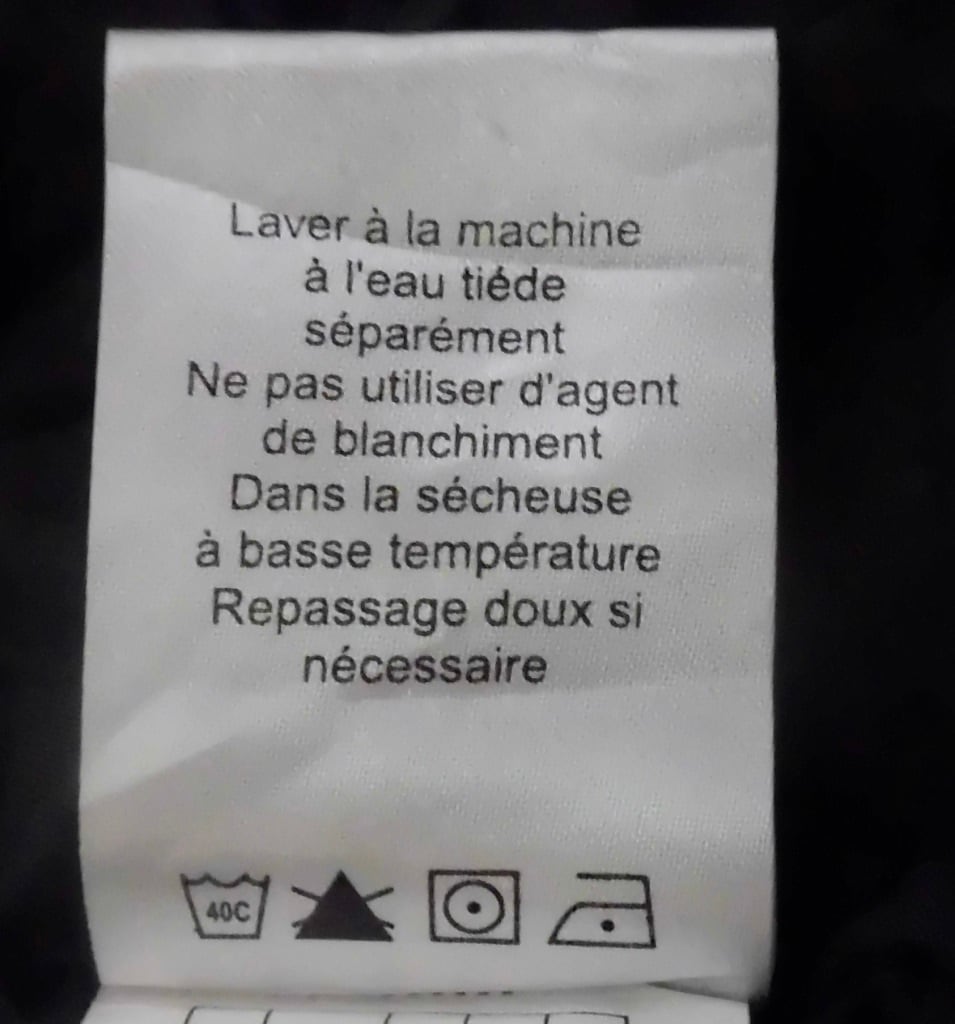 Laver à la machine
à l'eau tiéde
séparément
Ne pas utiliser d'agent
de blanchiment
Dans la sécheuse
à basse température
Repassage doux si
nécessaire
40C